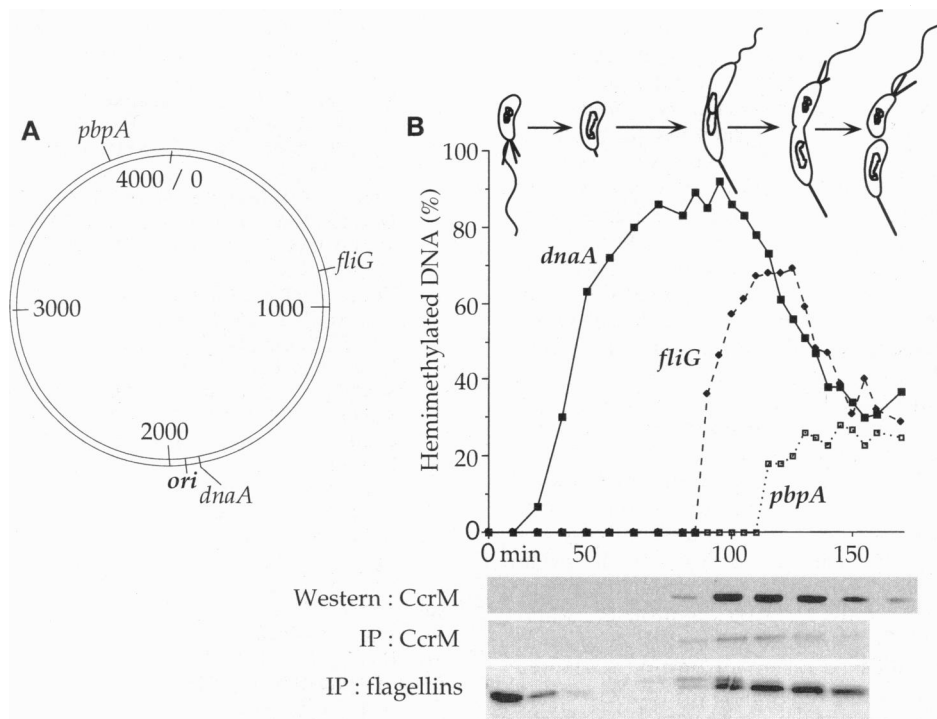 A
pbpA
4000 / 0
fliG
3000
1000
2000
ori
dnaA
B
Hemimethylated DNA (%)
100
80
60
40
20
0
dnaA
fliG
pbpA
0 min
50
100
150
Western : CcrM
IP : CcrM
IP : flagellins